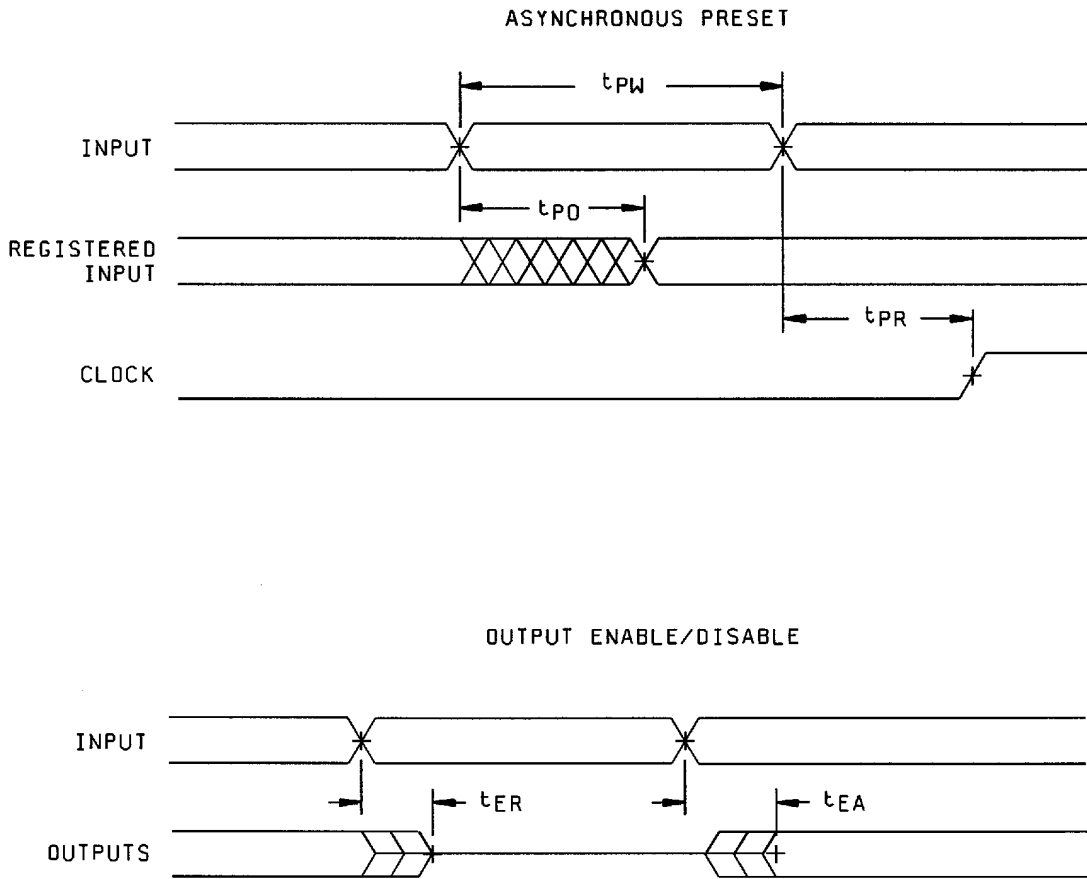 ASYNCHRONOUS PRESET
tPW
INPUT
tPO
REGISTERED
INPUT
tPR
CLOCK
OUTPUT ENABLE/DISABLE
INPUT
tER
tEA
OUTPUTS